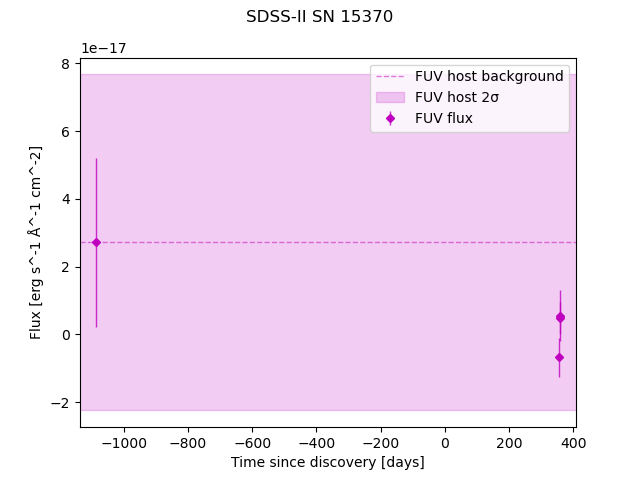 SDSS-II SN 15370
1e−17
FUV host background
FUV host 2σ
FUV flux
8
6
4
2
0
−2
Flux [erg s^-1 Å^-1 cm^-2]
−1000
−800
−600
−400
−200
0
200
400
Time since discovery [days]